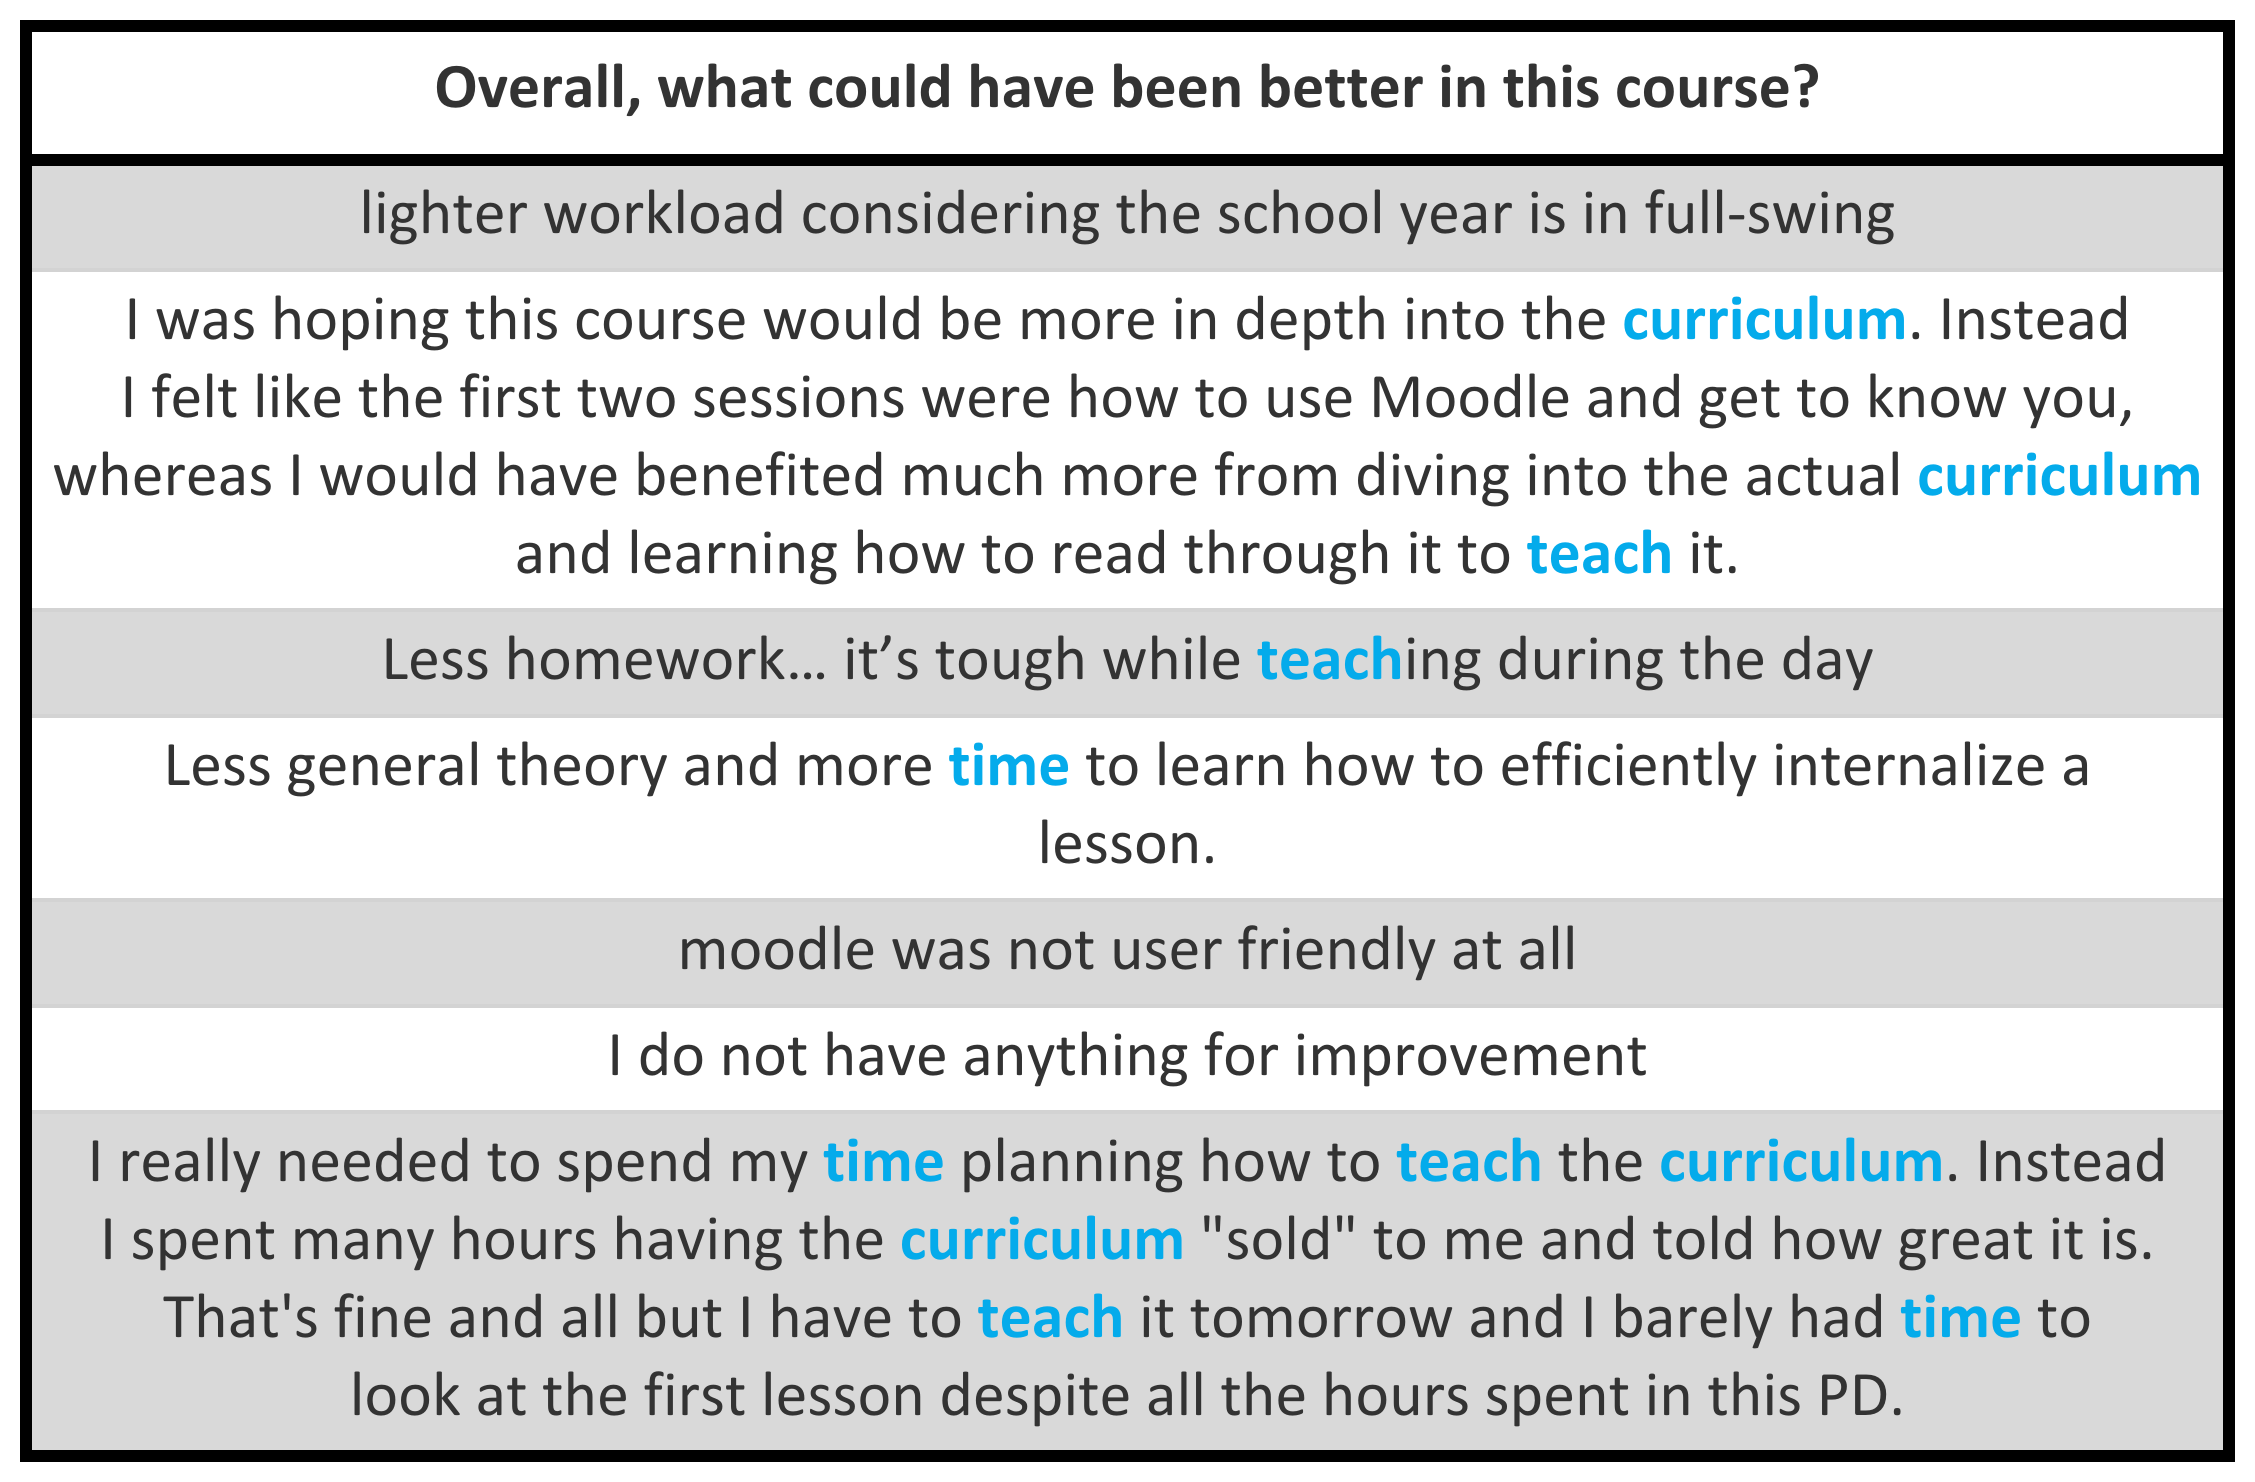 Overall, what could have been better in this course?
lighter workload considering the school year is in full-swing
I was hoping this course would be more in depth into the curriculum. Instead
I felt like the first two sessions were how to use Moodle and get to know you,
whereas I would have benefited much more from diving into the actual curriculum
and learning how to read through it to teach it.
Less homework… it’s tough while teaching during the day
Less general theory and more time to learn how to efficiently internalize a
lesson.
moodle was not user friendly at all
I do not have anything for improvement
I really needed to spend my time planning how to teach the curriculum. Instead
I spent many hours having the curriculum "sold" to me and told how great it is.
That's fine and all but I have to teach it tomorrow and I barely had time to
look at the first lesson despite all the hours spent in this PD.